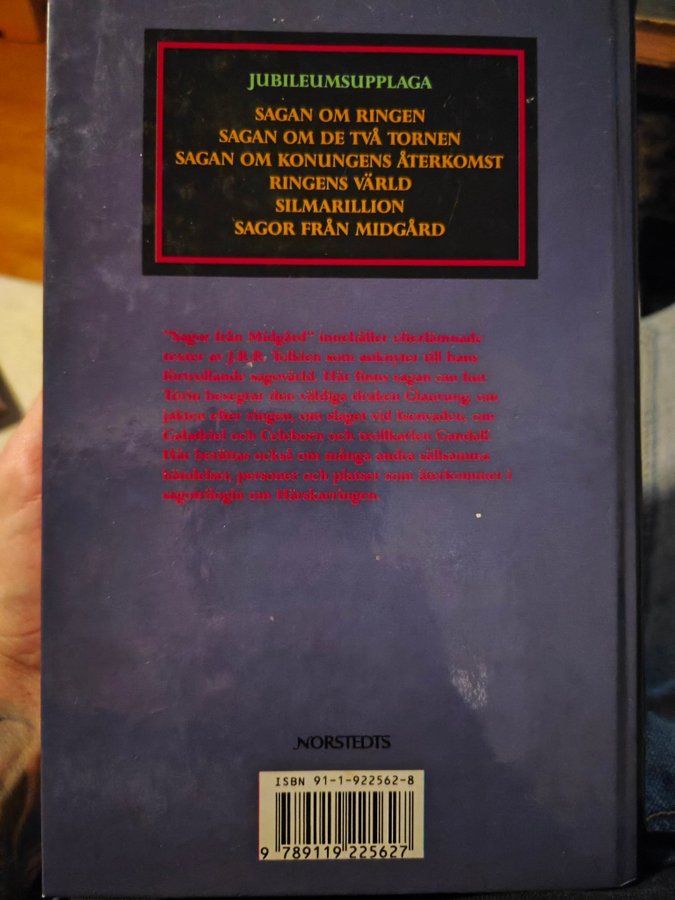 JUBILEUMSUPPLAGA
SAGAN OM RINGEN
SAGAN OM DE TVÅ TORNEN
SAGAN OM KONUNGENS ÅTERKOMST
RINGENS VÄRLD
SILMARILLION
SAGOR FRÅN MIDGÅRD
"Sagor från Midgård" innehåller efterlämnade
texter av J.R.R. Tolkien som anknyter till hans
förtrollande sagovärld. Här finns sagan om hur
Túrin besegrar den väldiga draken Glaurung, om
jakten efter ringen, om slaget vid Isenvaden, om
Galadriel och Celeborn och trollkarlen Gandalf.
Här berättas också om många andra sällsamma
händelser, personer och platser som återkommer i
sagotrilogin om Härskarringen.
NORSTEDTS
ISBN 91-1-922562-8
9 789119 225627